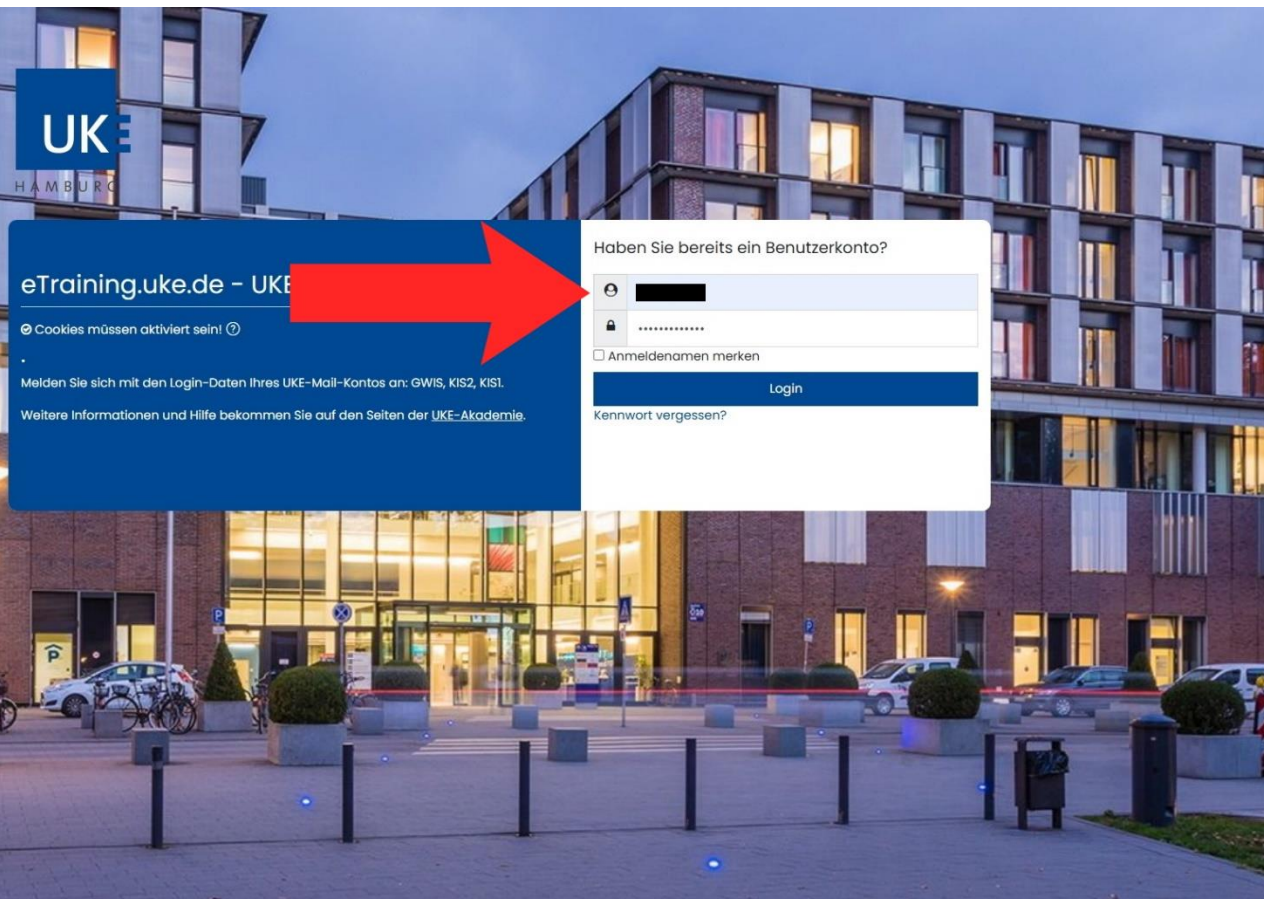 UKE
HAMBURG
eTraining.uke.de - UKE
Cookies müssen aktiviert sein!
.
Melden Sie sich mit den Login-Daten Ihres UKE-Mail-Kontos an: GWIS, KIS2, KIS1.
Weitere Informationen und Hilfe bekommen Sie auf den Seiten der UKE-Akademie.
Haben Sie bereits ein Benutzerkonto?
•••••••••••••
Anmeldenamen merken
Login
Kennwort vergessen?
P
P